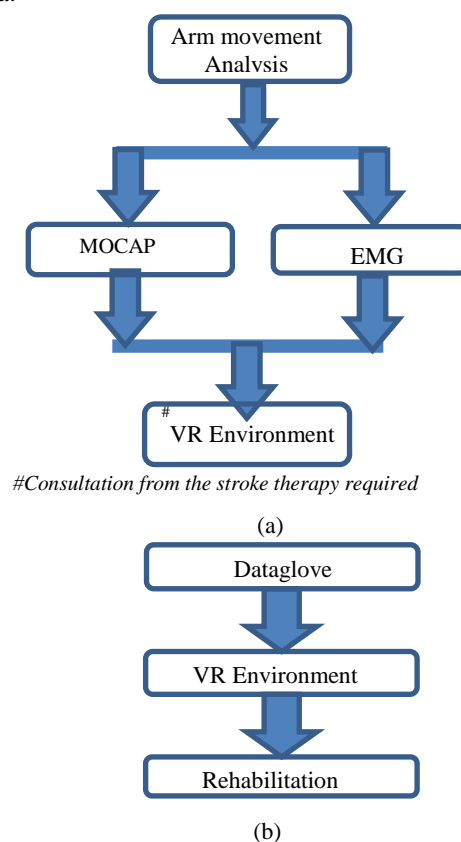 Arm movement
Analysis
MOCAP
EMG
#
VR Environment
#Consultation from the stroke therapy required
(a)
Dataglove
VR Environment
Rehabilitation
(b)